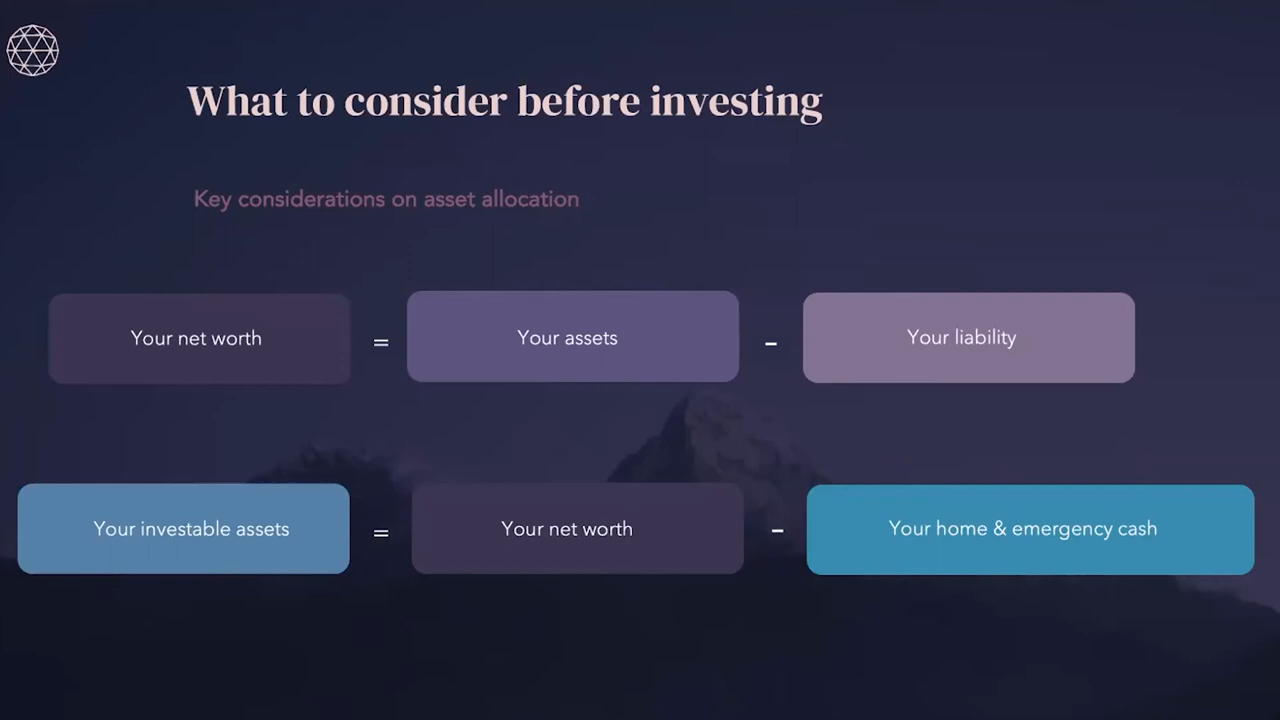 What to consider before investing
Key considerations on asset allocation
Your net worth = Your assets - Your liability
Your investable assets = Your net worth - Your home & emergency cash